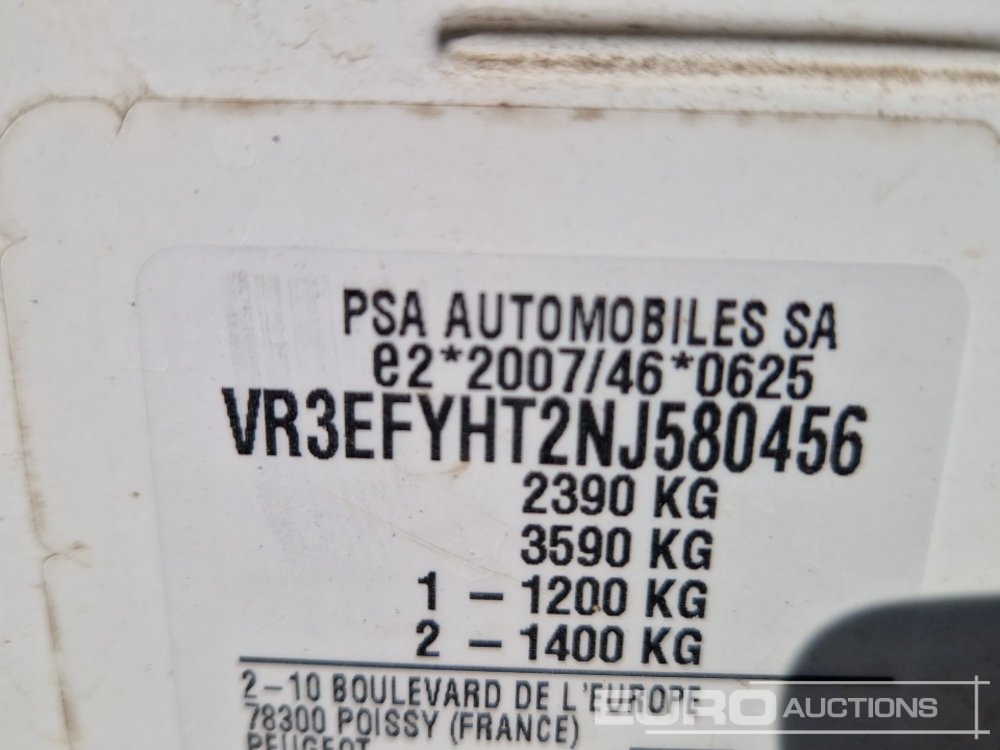 PSA AUTOMOBILES SA
e2*2007/46*0625
VR3EFYHT2NJ580456
2390 KG
3590 KG
1 – 1200 KG
2 – 1400 KG
2–10 BOULEVARD DE L'EUROPE
78300 POISSY (FRANCE)
PEUGEOT
EURO AUCTIONS